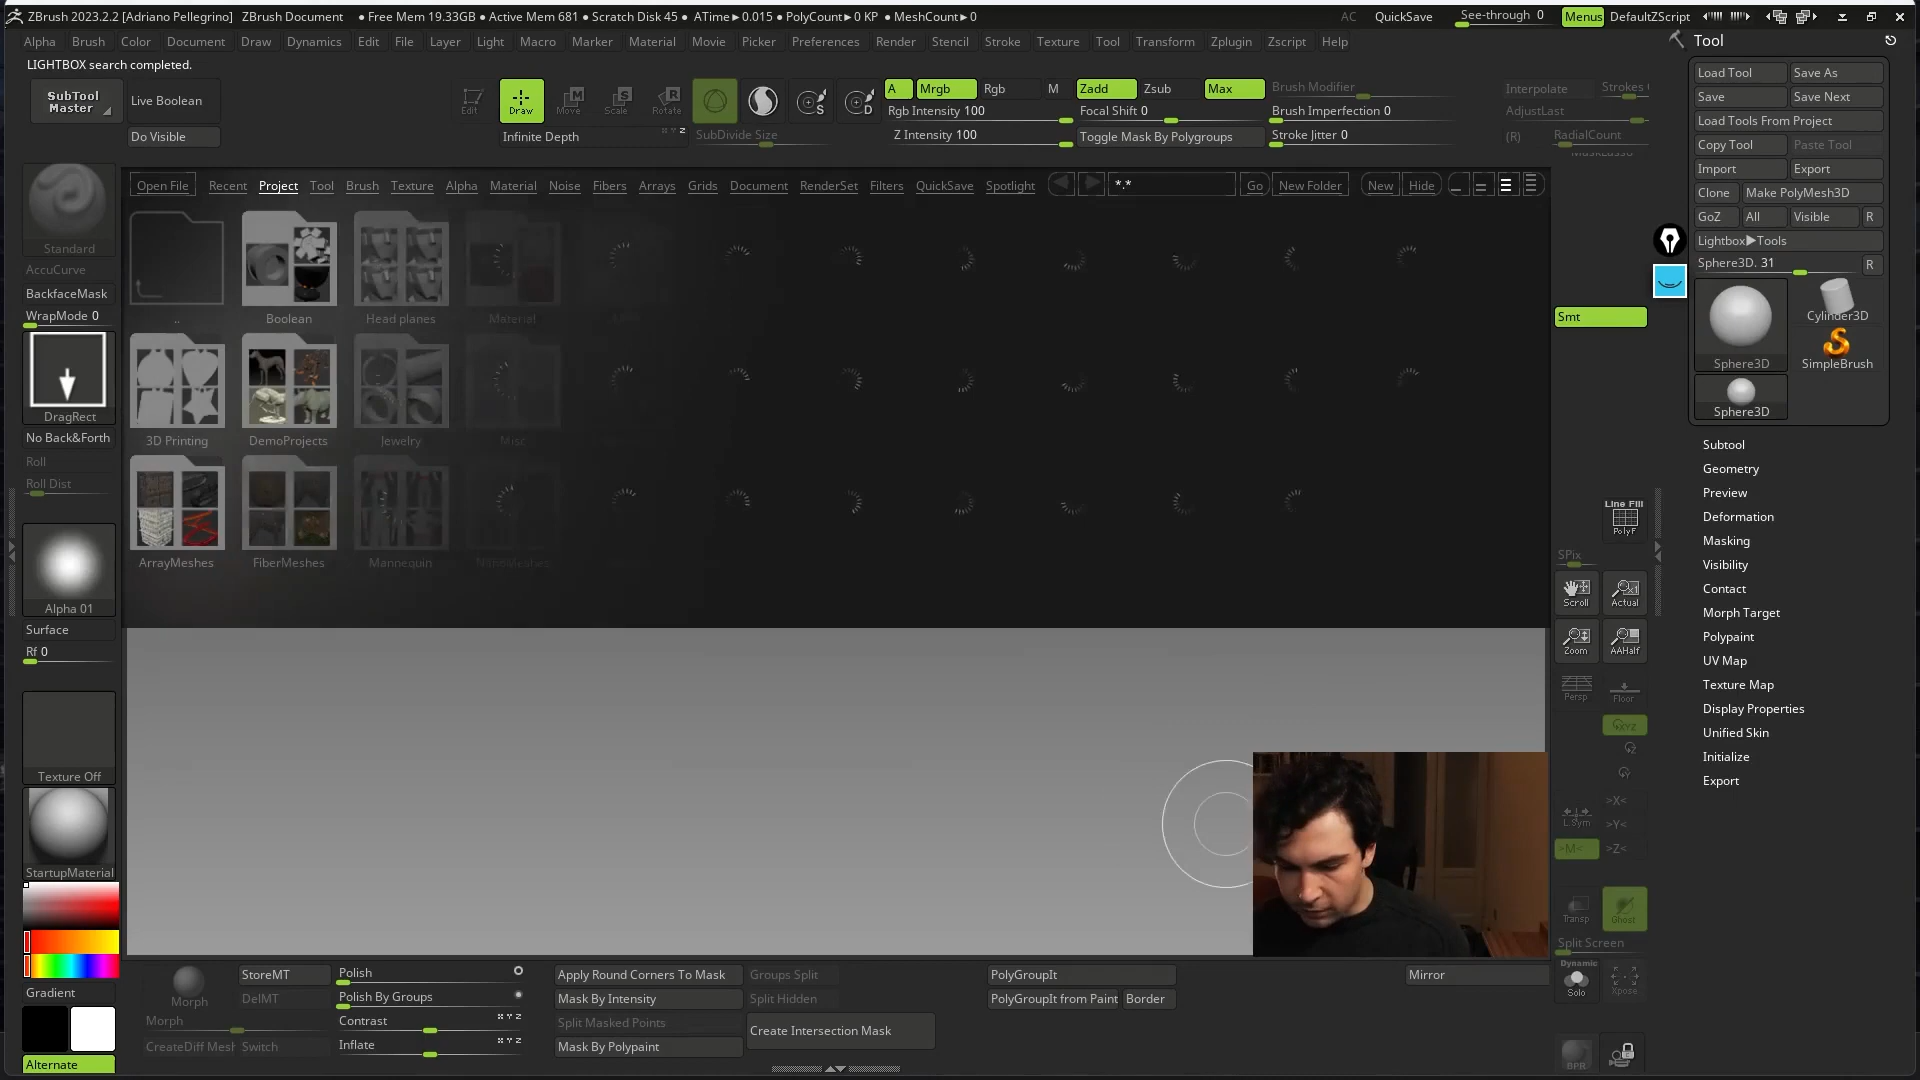 ZBrush 2023.2.2 [Adriano Pellegrino] ZBrush Document ● Free Mem 19.33GB ● Active Mem 681 ● Scratch Disk 45 ● ATime►0.015 ● PolyCount►0 KP ● MeshCount►0 AC QuickSave See-through 0 Menus DefaultZScript
Alpha Brush Color Document Draw Dynamics Edit File Layer Light Macro Marker Material Movie Picker Preferences Render Stencil Stroke Texture Tool Transform Zplugin Zscript Help
LIGHTBOX search completed.
SubTool Master
Live Boolean
Do Visible
Edit Draw Move Scale Rotate
Infinite Depth
SubDivide Size
A Mrgb Rgb M Zadd Zsub Max Brush Modifier Interpolate Strokes
Rgb Intensity 100 Focal Shift 0 Brush Imperfection 0 AdjustLast
Z Intensity 100 Toggle Mask By Polygroups Stroke Jitter 0 (R) RadialCount
Open File Recent Project Tool Brush Texture Alpha Material Noise Fibers Arrays Grids Document RenderSet Filters QuickSave Spotlight *.* Go New Folder New Hide
.. Boolean Head planes Material
3D Printing DemoProjects Jewelry Misc
ArrayMeshes FiberMeshes Mannequin NanoMeshes
Standard
AccuCurve
BackfaceMask
WrapMode 0
DragRect
No Back&Forth
Roll
Roll Dist
Alpha 01
Surface
Rf 0
Texture Off
StartupMaterial
Gradient
Alternate
Morph
StoreMT
DelMT
Morph
CreateDiff Mesh Switch
Polish
Polish By Groups
Contrast
Inflate
Apply Round Corners To Mask
Mask By Intensity
Split Masked Points
Mask By Polypaint
Groups Split
Split Hidden
Create Intersection Mask
PolyGroupIt
PolyGroupIt from Paint Border
Mirror
Smt
Line Fill
PolyF
SPix
Scroll Actual
Zoom AAHalf
Persp Floor
XYZ
L.Sym >X<
>Y<
>M< >Z<
Transp Ghost
Split Screen
Dynamic
Solo Xpose
BPR
Tool
Load Tool Save As
Save Save Next
Load Tools From Project
Copy Tool Paste Tool
Import Export
Clone Make PolyMesh3D
GoZ All Visible R
Lightbox►Tools
Sphere3D. 31 R
Sphere3D Cylinder3D
SimpleBrush
Sphere3D
Subtool
Geometry
Preview
Deformation
Masking
Visibility
Contact
Morph Target
Polypaint
UV Map
Texture Map
Display Properties
Unified Skin
Initialize
Export